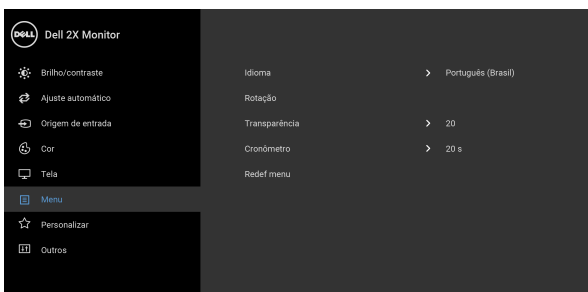 DELL Dell 2X Monitor
Brilho/contraste
Ajuste automático
Origem de entrada
Cor
Tela
Menu
Personalizar
Outros
Idioma Português (Brasil)
Rotação
Transparência 20
Cronômetro 20 s
Redef menu